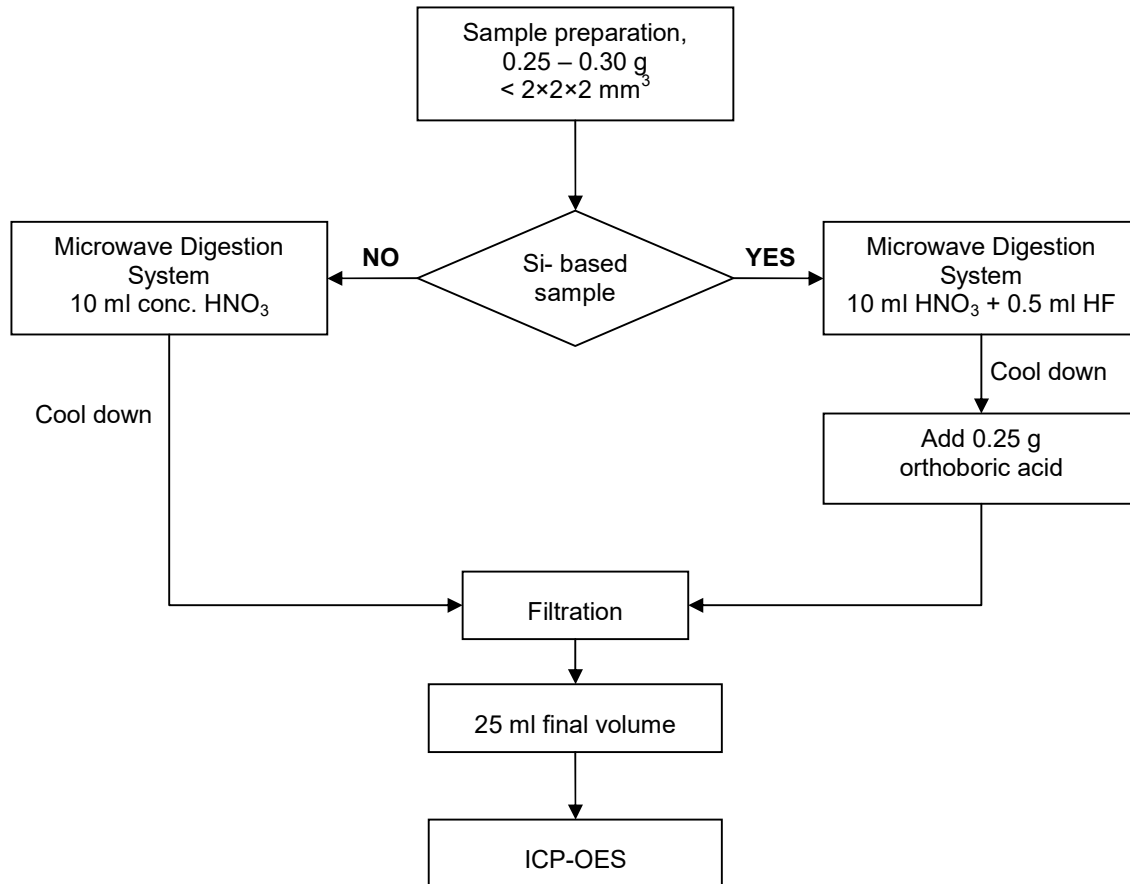 Sample preparation,
0.25 – 0.30 g
< 2×2×2 mm³
Microwave Digestion
System
10 ml conc. HNO₃
NO
Si- based
sample
YES
Microwave Digestion
System
10 ml HNO₃ + 0.5 ml HF
Cool down
Cool down
Add 0.25 g
orthoboric acid
Filtration
25 ml final volume
ICP-OES